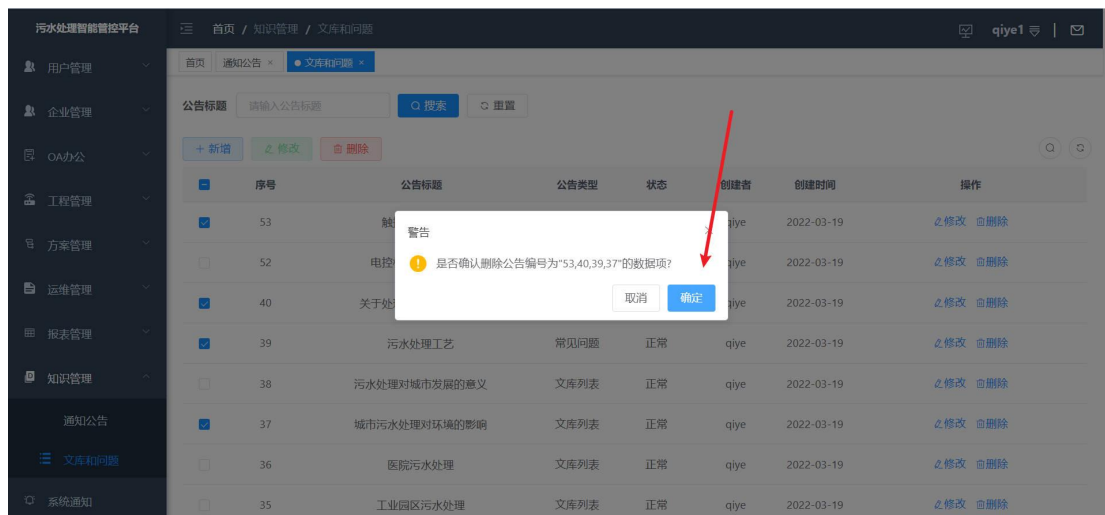 污水处理智能管控平台
首页 / 知识管理 / 文库和问题
qiye1
用户管理
企业管理
OA办公
工程管理
方案管理
运维管理
报表管理
知识管理
通知公告
文库和问题
系统通知
首页 通知公告 × ● 文库和问题 ×
公告标题 请输入公告标题 搜索 重置
+ 新增 修改 删除
序号 公告标题 公告类型 状态 创建者 创建时间 操作
53 qiye 2022-03-19 修改 删除
52 电控 qiye 2022-03-19 修改 删除
40 关于处 qiye 2022-03-19 修改 删除
39 污水处理工艺 常见问题 正常 qiye 2022-03-19 修改 删除
38 污水处理对城市发展的意义 文库列表 正常 qiye 2022-03-19 修改 删除
37 城市污水处理对环境的影响 文库列表 正常 qiye 2022-03-19 修改 删除
36 医院污水处理 文库列表 正常 qiye 2022-03-19 修改 删除
35 工业园区污水处理 文库列表 正常 qiye 2022-03-19 修改 删除
警告
是否确认删除公告编号为"53,40,39,37"的数据项?
取消 确定